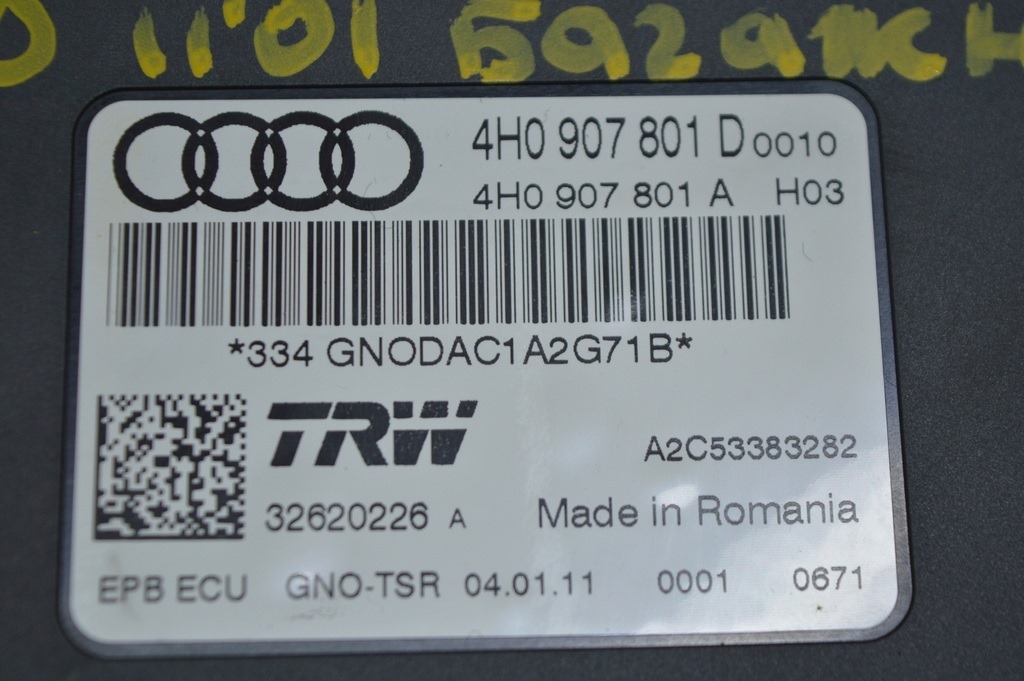 11'01 багажн
4H0 907 801 D 0010
4H0 907 801 A H03
*334 GNODAC1A2G71B*
TRW
A2C53383282
32620226 A
Made in Romania
EPB ECU GNO-TSR 04.01.11 0001 0671